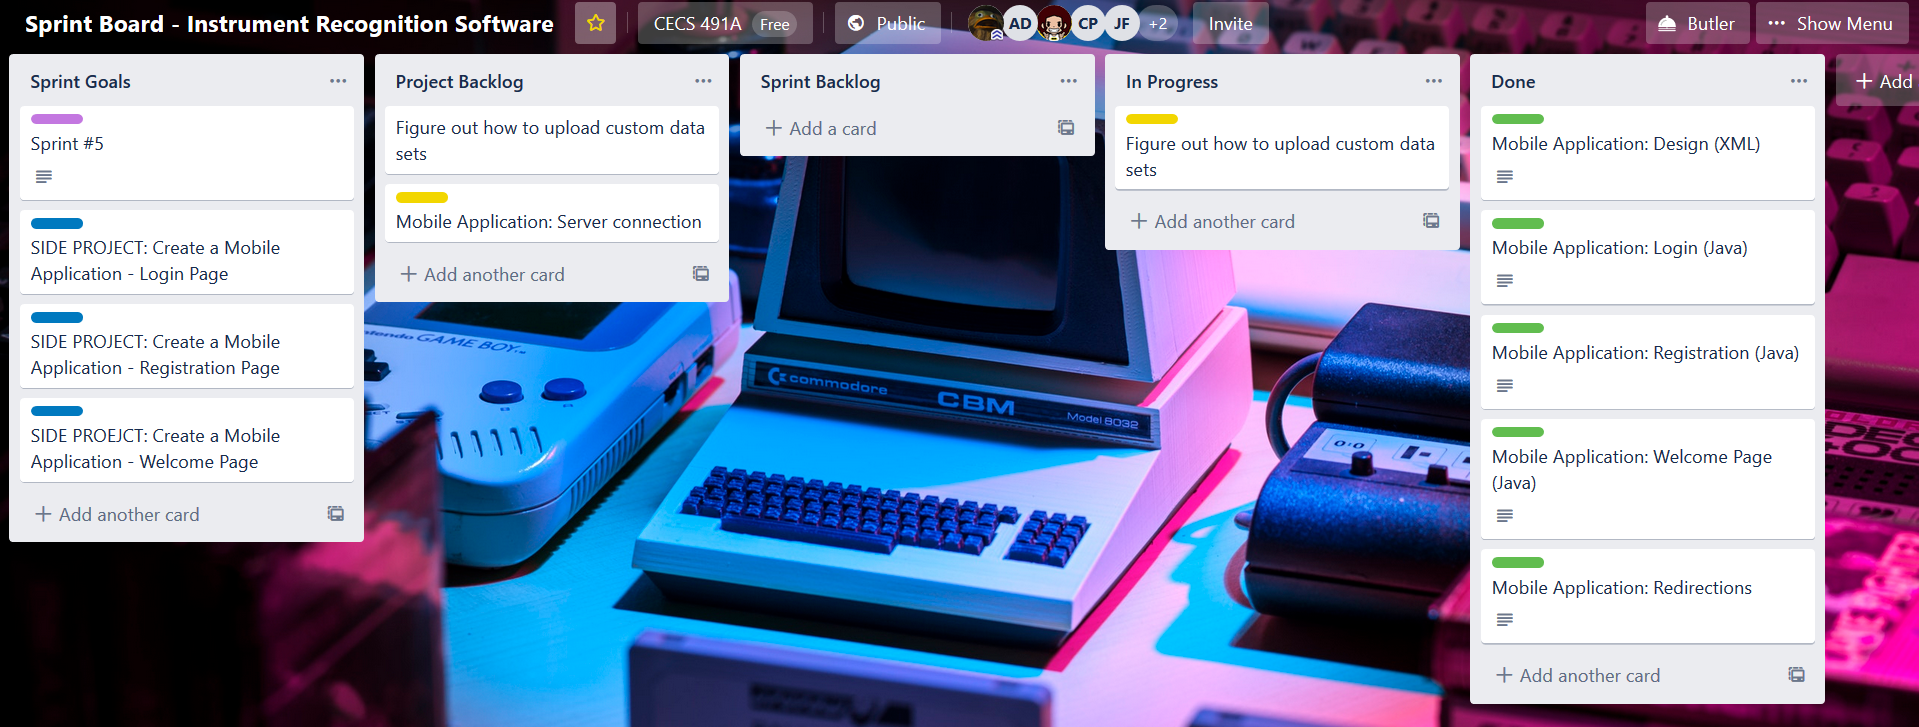 Sprint Board - Instrument Recognition Software
CECS 491A Free
Public
AD
CP
JF
+2
Invite
Butler
Show Menu
Sprint Goals
Sprint #5
SIDE PROJECT: Create a Mobile
Application - Login Page
SIDE PROJECT: Create a Mobile
Application - Registration Page
SIDE PROEJCT: Create a Mobile
Application - Welcome Page
+ Add another card
Project Backlog
Figure out how to upload custom data
sets
Mobile Application: Server connection
+ Add another card
Sprint Backlog
+ Add a card
In Progress
Figure out how to upload custom data
sets
+ Add another card
Done
Mobile Application: Design (XML)
Mobile Application: Login (Java)
Mobile Application: Registration (Java)
Mobile Application: Welcome Page
(Java)
Mobile Application: Redirections
+ Add another card
+ Add
GAME BOY
commodore
CBM
Model 8032